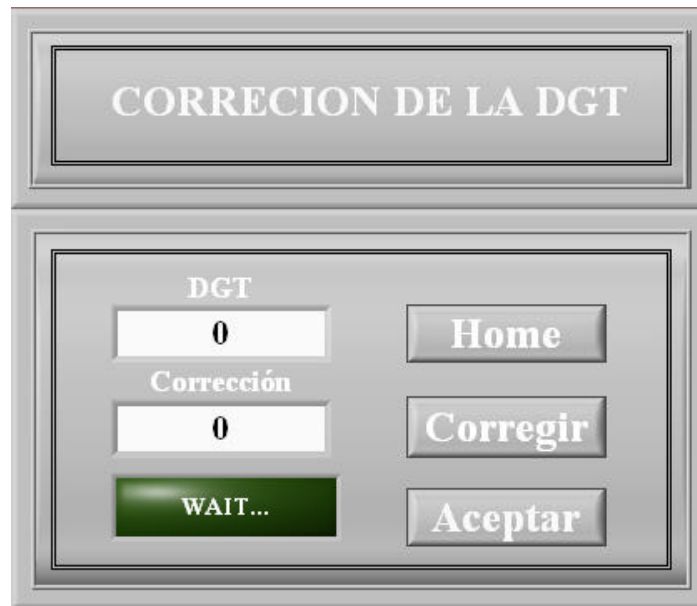 CORRECION DE LA DGT
DGT
0
Home
Corrección
0
Corregir
WAIT...
Aceptar